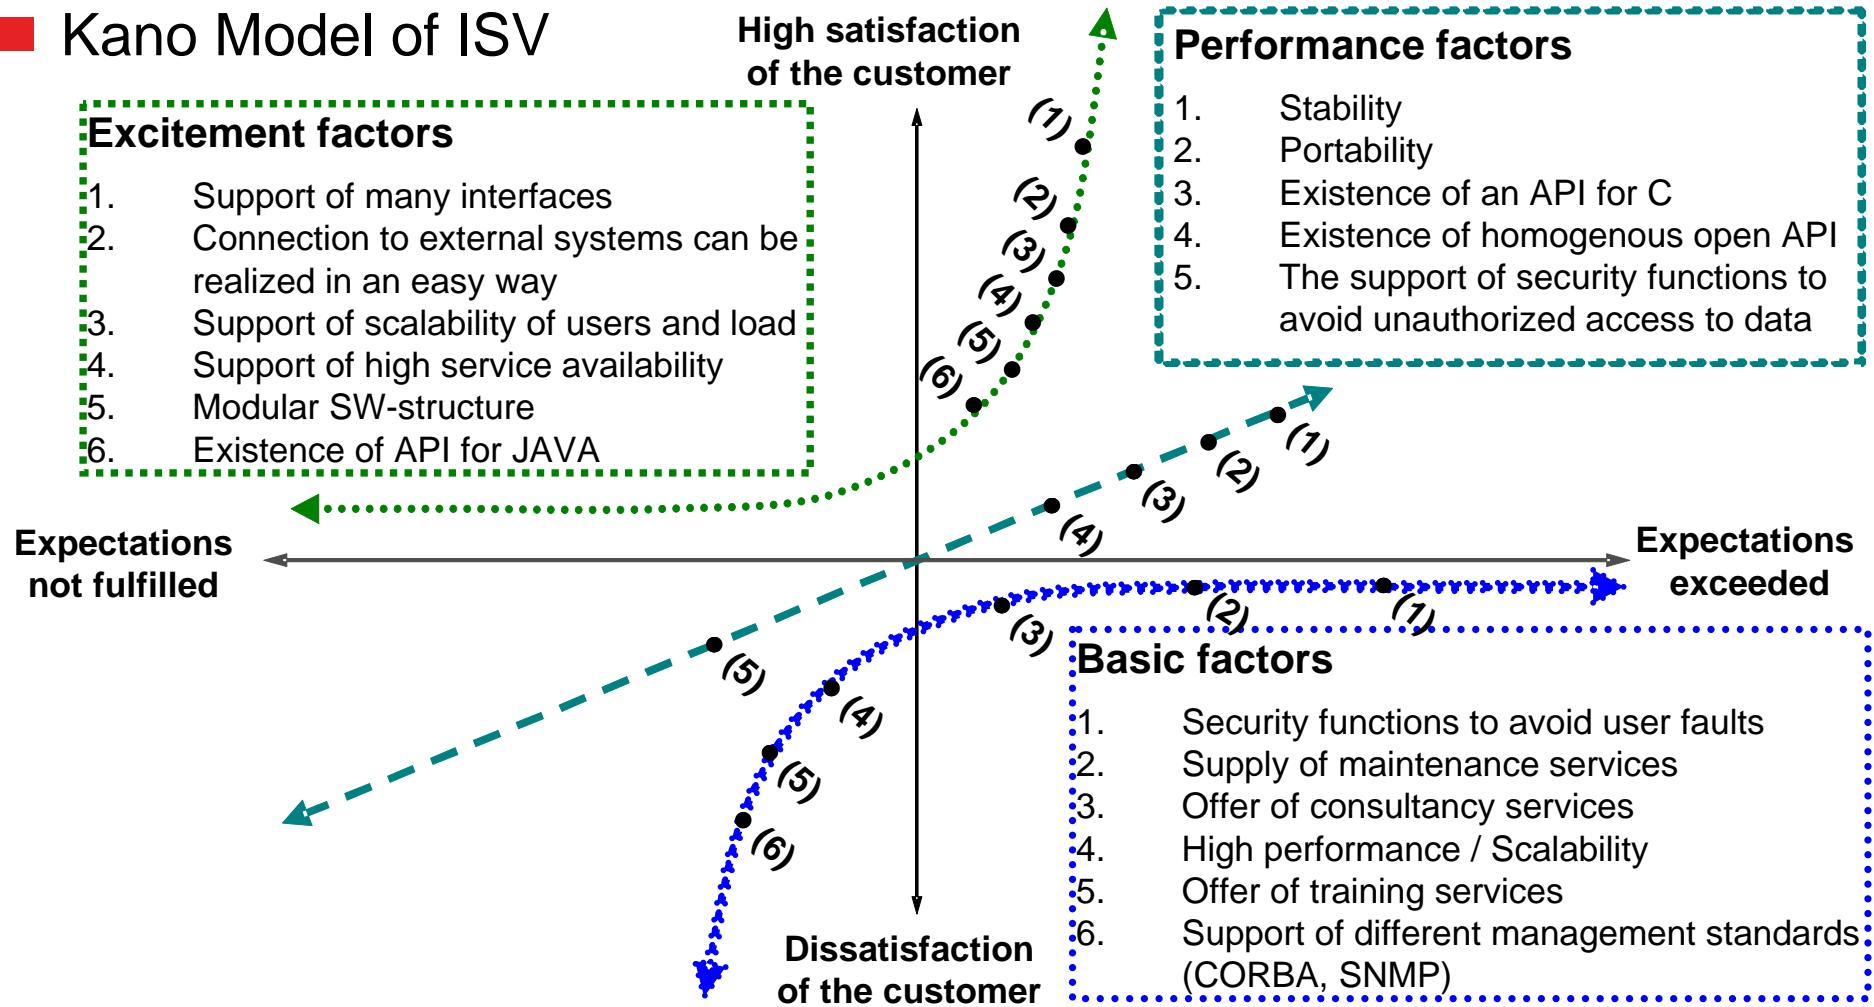 Kano Model of ISV
High satisfaction
of the customer
Performance factors
1. Stability
2. Portability
3. Existence of an API for C
4. Existence of homogenous open API
5. The support of security functions to
avoid unauthorized access to data
Excitement factors
1. Support of many interfaces
2. Connection to external systems can be
realized in an easy way
3. Support of scalability of users and load
4. Support of high service availability
5. Modular SW-structure
6. Existence of API for JAVA
(1)
(2)
(3)
(4)
(5)
(6)
(1)
(2)
(3)
(4)
(5)
Expectations
not fulfilled
Expectations
exceeded
(1)
(2)
(3)
(4)
(5)
(6)
Basic factors
1. Security functions to avoid user faults
2. Supply of maintenance services
3. Offer of consultancy services
4. High performance / Scalability
5. Offer of training services
6. Support of different management standards
(CORBA, SNMP)
Dissatisfaction
of the customer